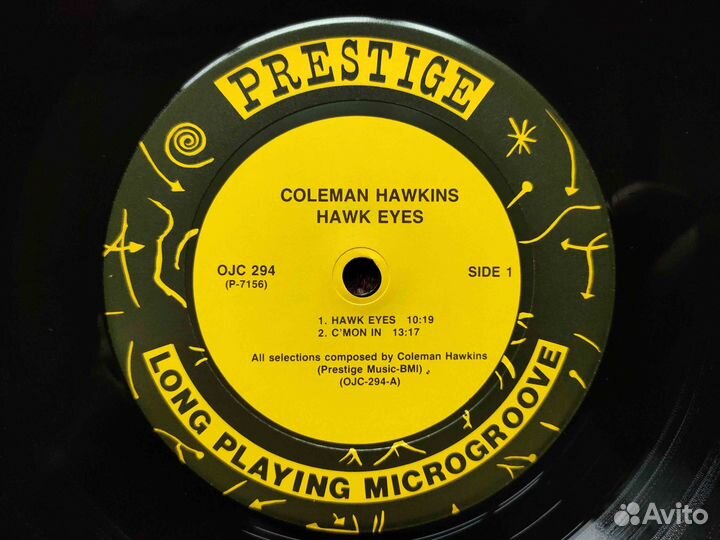 PRESTIGE
COLEMAN HAWKINS
HAWK EYES
OJC 294
(P-7156)
SIDE 1
1. HAWK EYES 10:19
2. C'MON IN 13:17
All selections composed by Coleman Hawkins
(Prestige Music-BMI)
(OJC-294-A)
LONG PLAYING MICROGROOVE
Avito